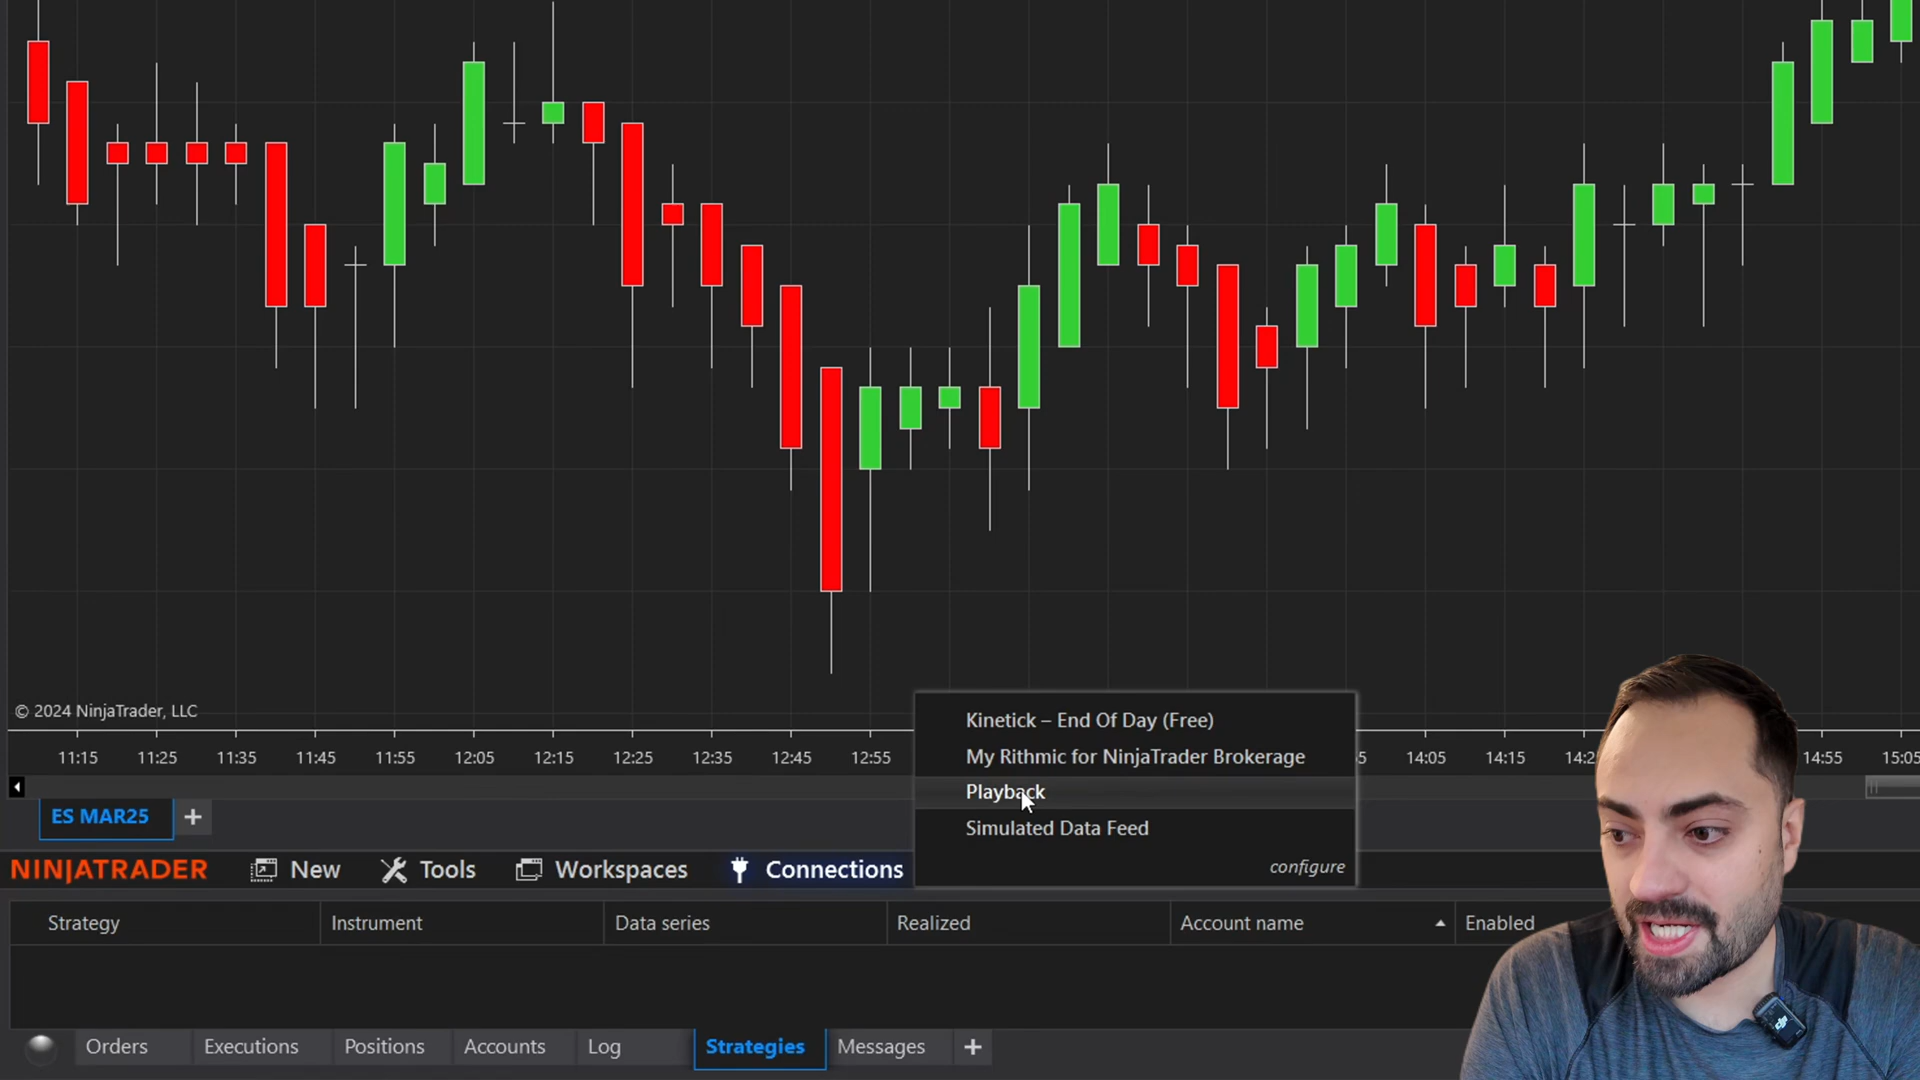 © 2024 NinjaTrader, LLC
Kinetick – End Of Day (Free)
My Rithmic for NinjaTrader Brokerage
Playback
Simulated Data Feed
configure
11:15 11:25 11:35 11:45 11:55 12:05 12:15 12:25 12:35 12:45 12:55 14:05 14:15 14:25 14:55 15:05
ES MAR25 +
NINJATRADER New Tools Workspaces Connections
Strategy Instrument Data series Realized Account name Enabled
Orders Executions Positions Accounts Log Strategies Messages +